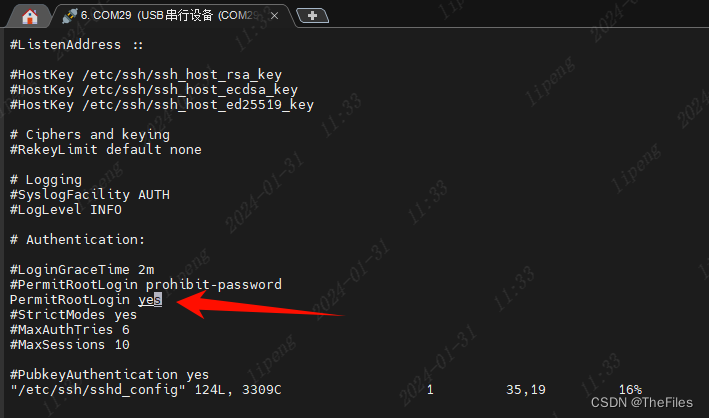 6. COM29 (USB串行设备 (COM29
#ListenAddress ::
#HostKey /etc/ssh/ssh_host_rsa_key
#HostKey /etc/ssh/ssh_host_ecdsa_key
#HostKey /etc/ssh/ssh_host_ed25519_key
# Ciphers and keying
#RekeyLimit default none
# Logging
#SyslogFacility AUTH
#LogLevel INFO
# Authentication:
#LoginGraceTime 2m
#PermitRootLogin prohibit-password
PermitRootLogin yes
#StrictModes yes
#MaxAuthTries 6
#MaxSessions 10
#PubkeyAuthentication yes
"/etc/ssh/sshd_config" 124L, 3309C 1 35,19 16%
lipeng 2024-01-31 11:33
CSDN @TheFiles